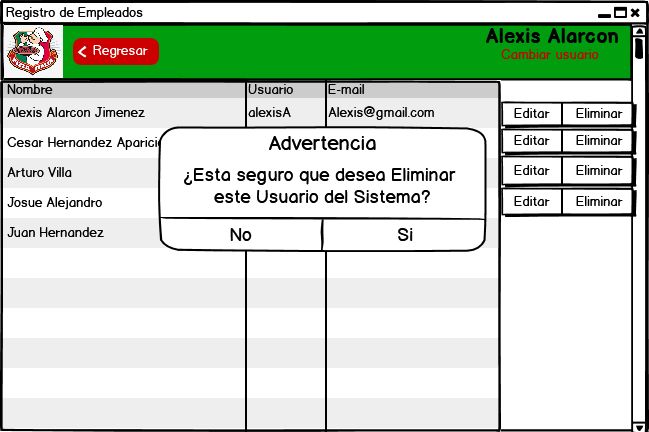 Registro de Empleados
Regresar
Alexis Alarcon
Cambiar usuario
Nombre Usuario E-mail
Alexis Alarcon Jimenez alexisA Alexis@gmail.com Editar Eliminar
Cesar Hernandez Editar Eliminar
Arturo Villa Editar Eliminar
Josue Alejandro Editar Eliminar
Juan Hernandez
Advertencia
¿Esta seguro que desea Eliminar
este Usuario del Sistema?
No Si